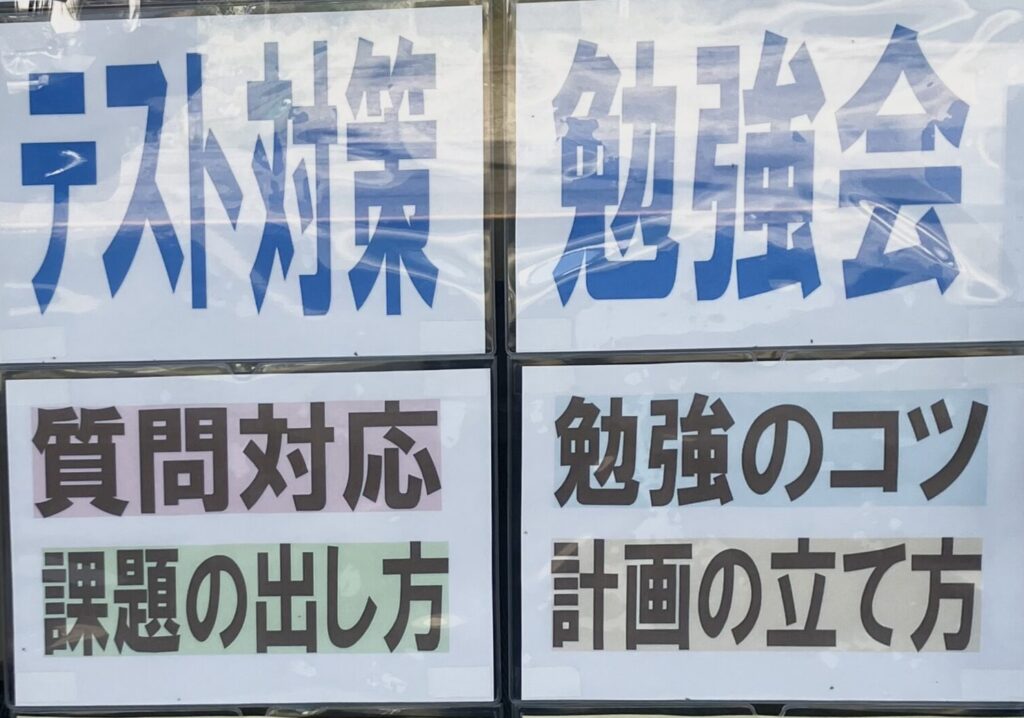 テスト対策 勉強会
質問対応
課題の出し方
勉強のコツ
計画の立て方